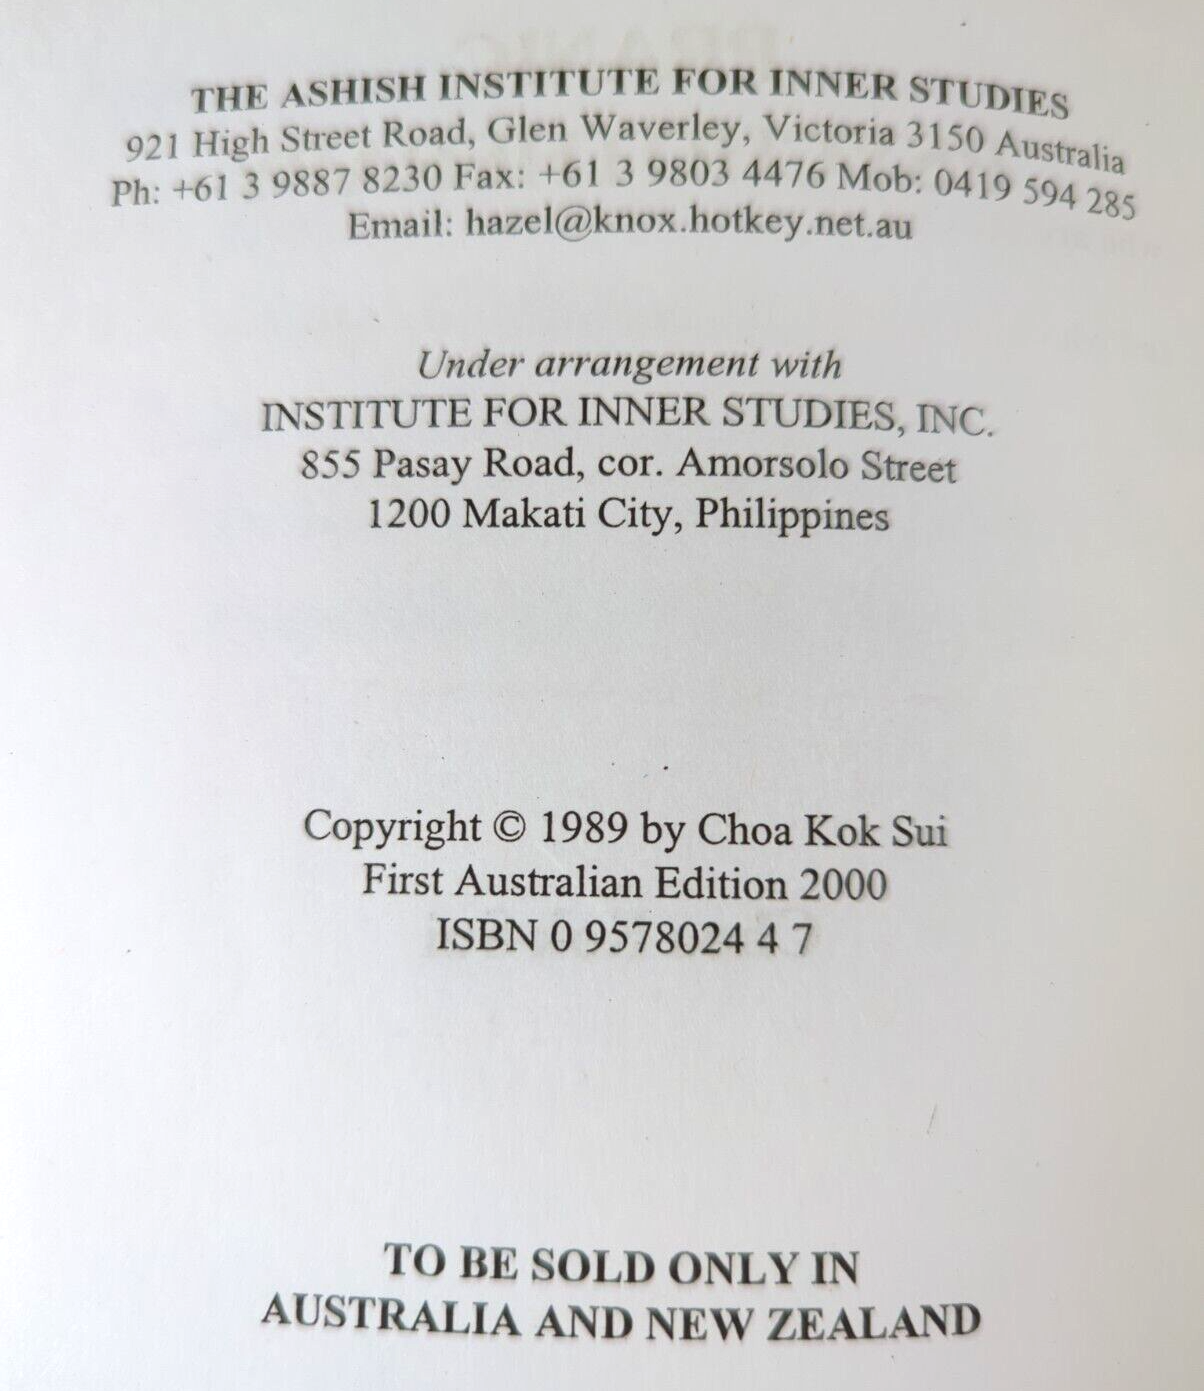 THE ASHISH INSTITUTE FOR INNER STUDIES
921 High Street Road, Glen Waverley, Victoria 3150 Australia
Ph: +61 3 9887 8230 Fax: +61 3 9803 4476 Mob: 0419 594 285
Email: hazel@knox.hotkey.net.au
Under arrangement with
INSTITUTE FOR INNER STUDIES, INC.
855 Pasay Road, cor. Amorsolo Street
1200 Makati City, Philippines
Copyright © 1989 by Choa Kok Sui
First Australian Edition 2000
ISBN 0 9578024 4 7
TO BE SOLD ONLY IN
AUSTRALIA AND NEW ZEALAND